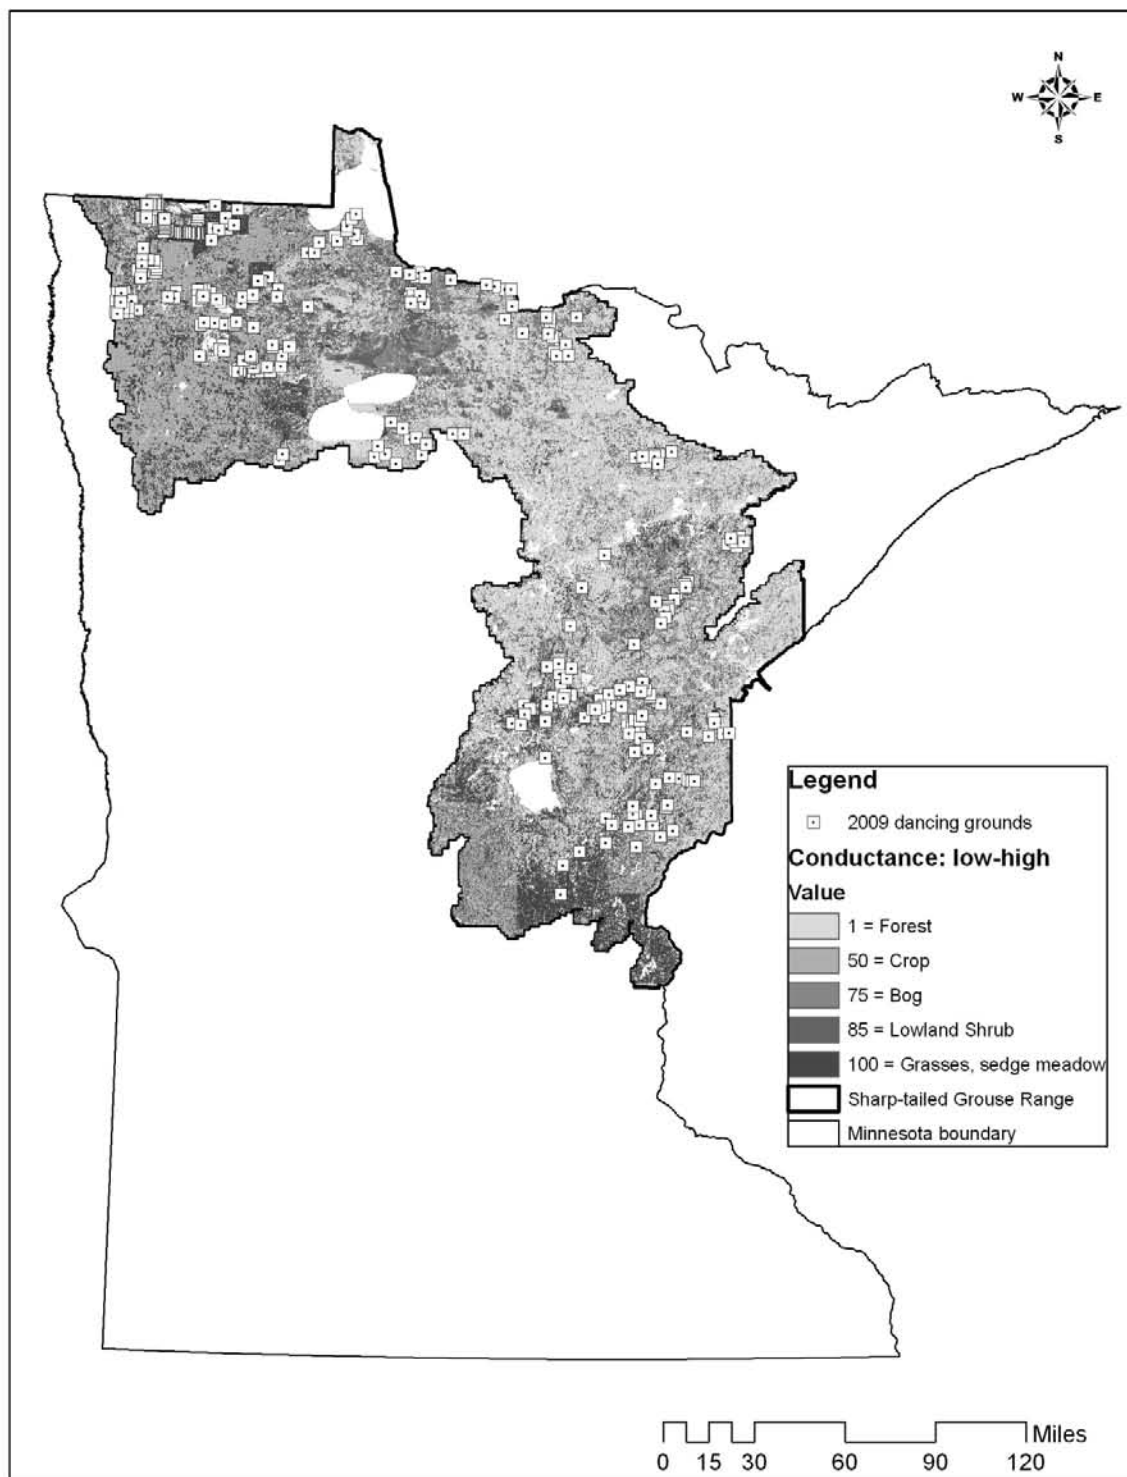 N
W E
S
Legend
2009 dancing grounds
Conductance: low-high
Value
1 = Forest
50 = Crop
75 = Bog
85 = Lowland Shrub
100 = Grasses, sedge meadow
Sharp-tailed Grouse Range
Minnesota boundary
Miles
0 15 30 60 90 120